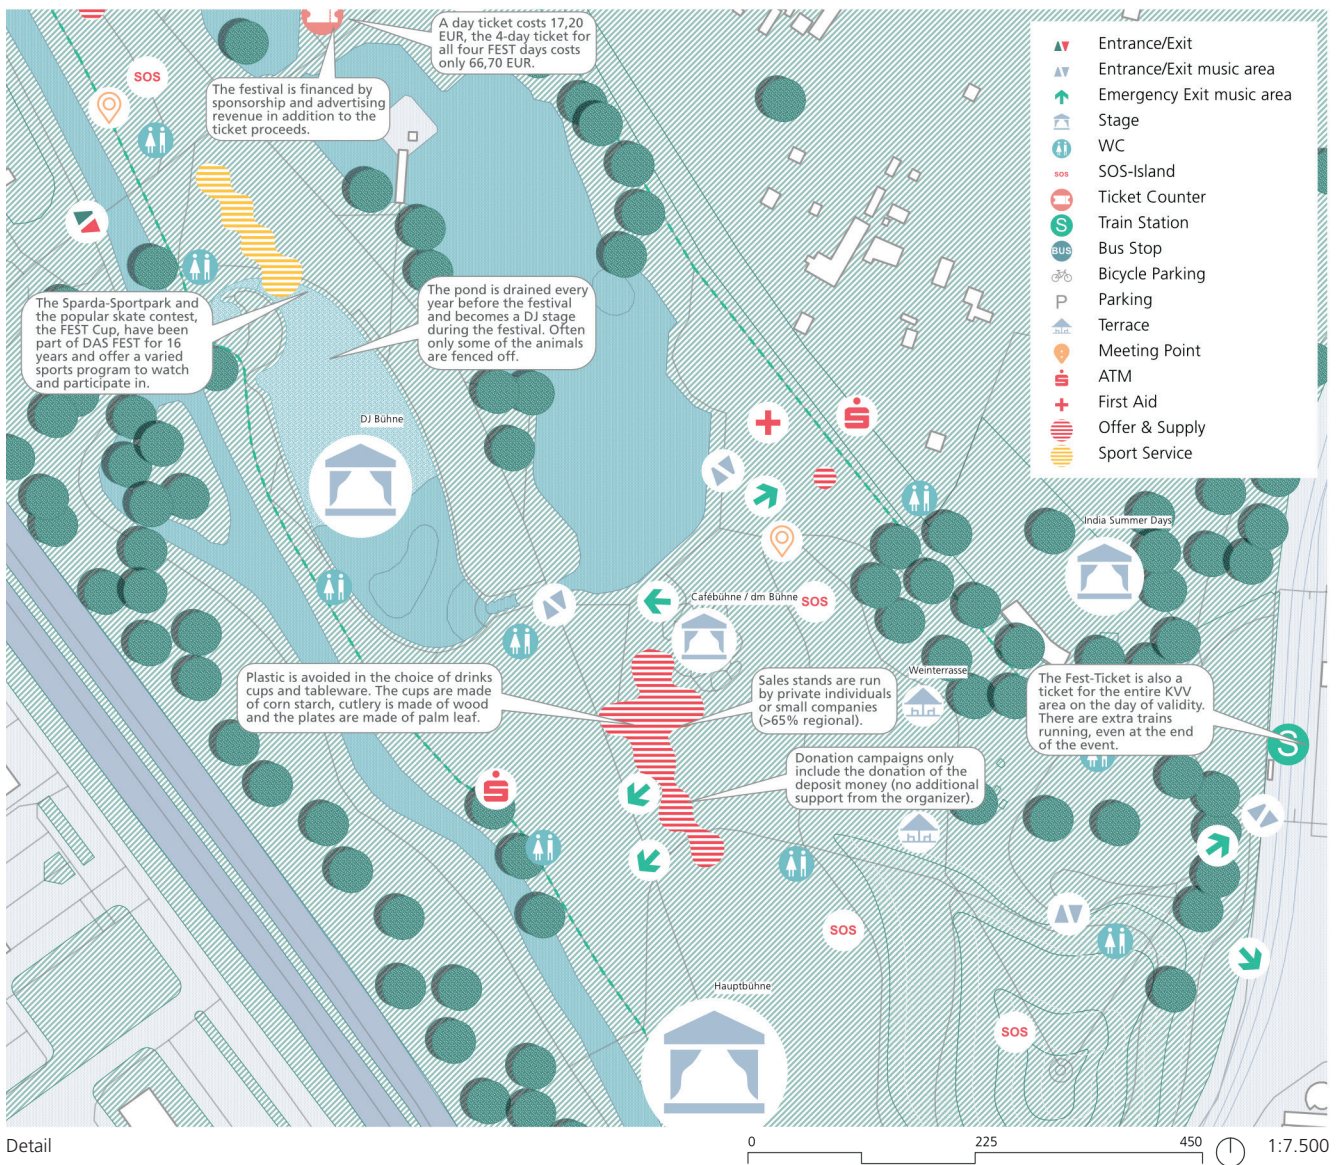 A day ticket costs 17,20
EUR, the 4-day ticket for
all four FEST days costs
only 66,70 EUR.
SOS
The festival is financed by
sponsorship and advertising
revenue in addition to the
ticket proceeds.
Entrance/Exit
Entrance/Exit music area
Emergency Exit music area
Stage
WC
sos
SOS-Island
Ticket Counter
S
Train Station
BUS
Bus Stop
Bicycle Parking
P
Parking
Terrace
Meeting Point
ATM
First Aid
Offer & Supply
Sport Service
The Sparda-Sportpark and
the popular skate contest,
the FEST Cup, have been
part of DAS FEST for 16
years and offer a varied
sports program to watch
and participate in.
The pond is drained every
year before the festival
and becomes a DJ stage
during the festival. Often
only some of the animals
are fenced off.
DJ Bühne
India Summer Days
Cafébühne / dm Bühne
SOS
Weinterrasse
Plastic is avoided in the choice of drinks
cups and tableware. The cups are made
of corn starch, cutlery is made of wood
and the plates are made of palm leaf.
Sales stands are run
by private individuals
or small companies
(>65% regional).
The Fest-Ticket is also a
ticket for the entire KVV
area on the day of validity.
There are extra trains
running, even at the end
of the event.
S
Donation campaigns only
include the donation of the
deposit money (no additional
support from the organizer).
SOS
Hauptbühne
SOS
Detail
0 225 450
1:7.500